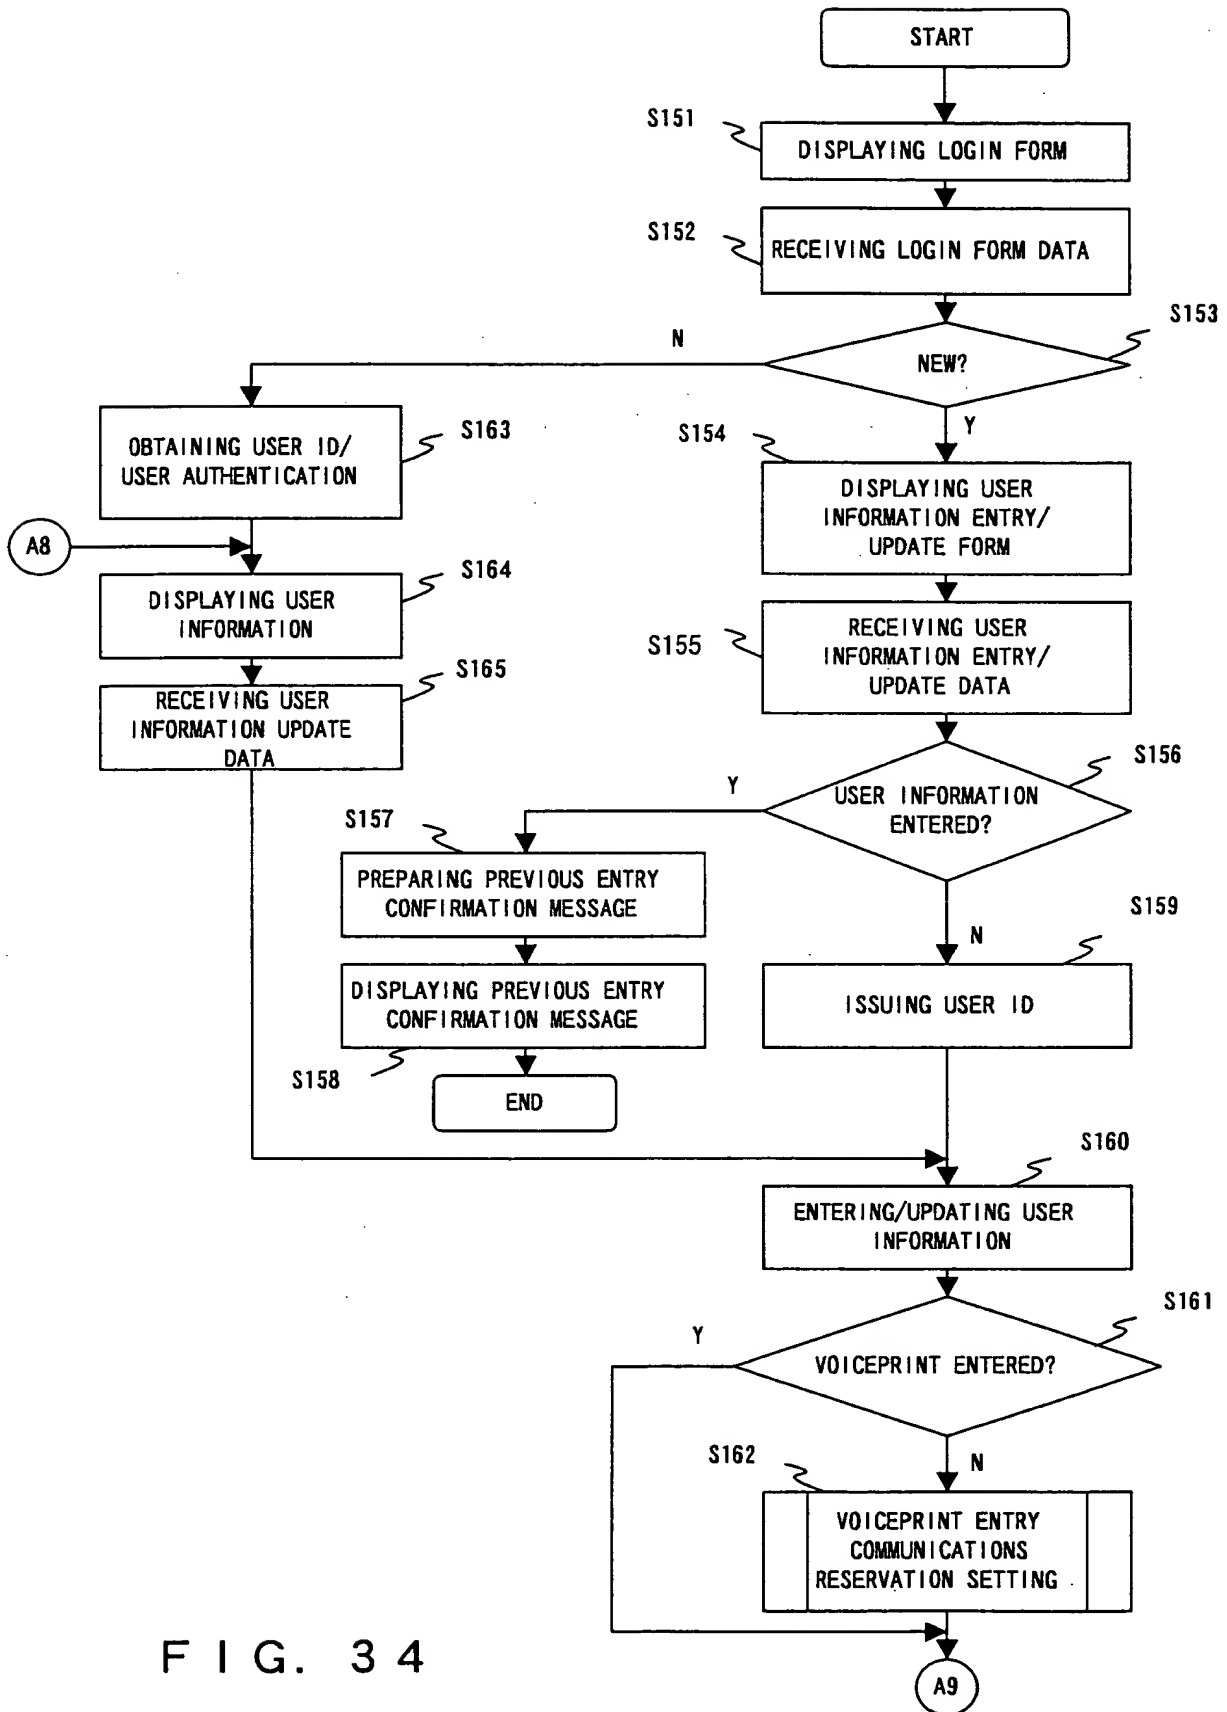 START
S151
DISPLAYING LOGIN FORM
S152
RECEIVING LOGIN FORM DATA
S153
N
NEW?
Y
S163
OBTAINING USER ID/
USER AUTHENTICATION
S154
DISPLAYING USER
INFORMATION ENTRY/
UPDATE FORM
A8
S164
DISPLAYING USER
INFORMATION
S155
RECEIVING USER
INFORMATION ENTRY/
UPDATE DATA
S165
RECEIVING USER
INFORMATION UPDATE
DATA
S156
Y
USER INFORMATION
ENTERED?
N
S157
PREPARING PREVIOUS ENTRY
CONFIRMATION MESSAGE
S159
ISSUING USER ID
DISPLAYING PREVIOUS ENTRY
CONFIRMATION MESSAGE
S158
END
S160
ENTERING/UPDATING USER
INFORMATION
S161
Y
VOICEPRINT ENTERED?
N
S162
VOICEPRINT ENTRY
COMMUNICATIONS
RESERVATION SETTING
A9
FIG. 34